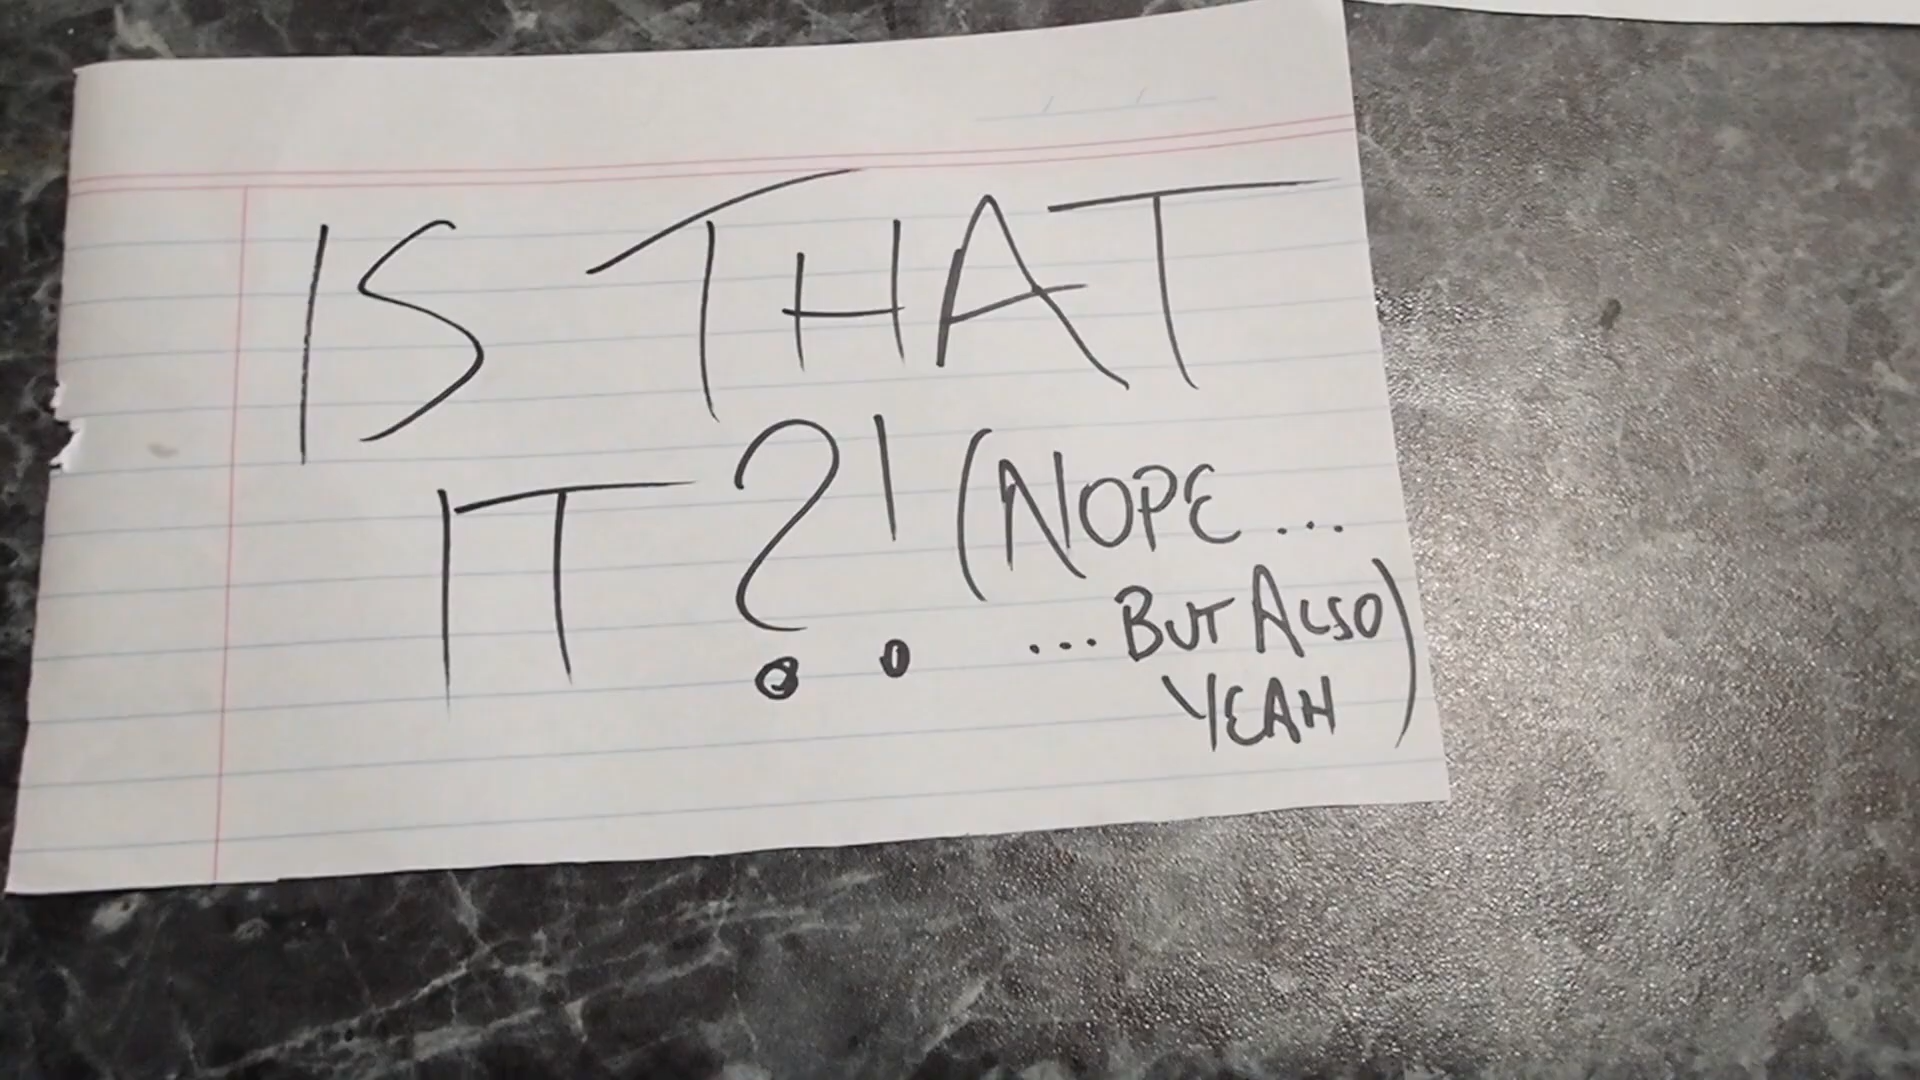 IS THAT
IT?! (NOPE...
...BUT ALSO
YEAH)